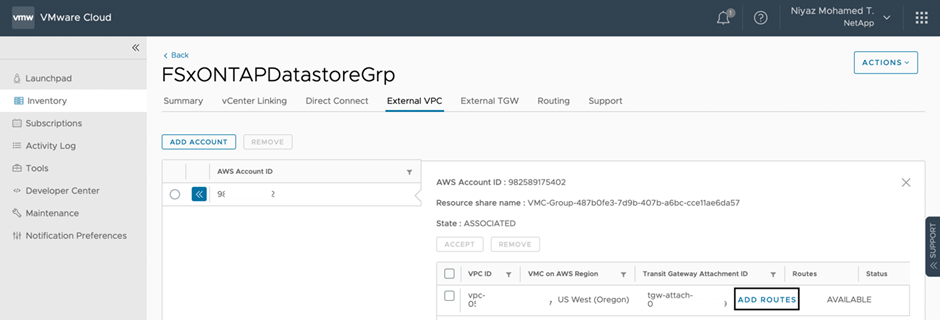 vmw VMware Cloud
1
Niyaz Mohamed T.
NetApp
Back
FSxONTAPDatastoreGrp
ACTIONS
Launchpad
Inventory
Subscriptions
Activity Log
Tools
Developer Center
Maintenance
Notification Preferences
Summary vCenter Linking Direct Connect External VPC External TGW Routing Support
ADD ACCOUNT REMOVE
AWS Account ID
98 2
AWS Account ID : 982589175402
Resource share name : VMC-Group-487b0fe3-7d9b-407b-a6bc-cce11ae6da57
State : ASSOCIATED
ACCEPT REMOVE
VPC ID VMC on AWS Region Transit Gateway Attachment ID Routes Status
vpc- US West (Oregon) tgw-attach- ADD ROUTES AVAILABLE
0
SUPPORT